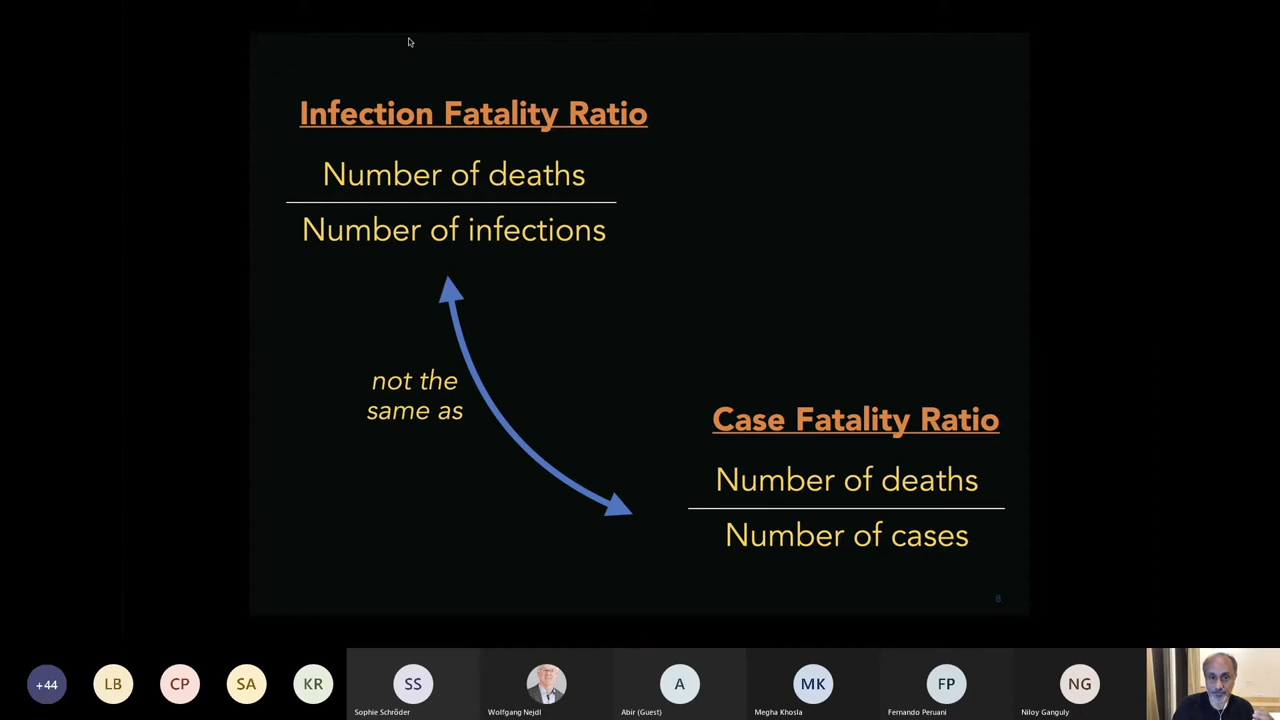 Infection Fatality Ratio
Number of deaths
Number of infections
not the
same as
Case Fatality Ratio
Number of deaths
Number of cases
8
+44
LB
CP
SA
KR
SS
Sophie Schröder
Wolfgang Nejdl
A
Abir (Guest)
MK
Megha Khosla
FP
Fernando Peruani
NG
Niloy Ganguly